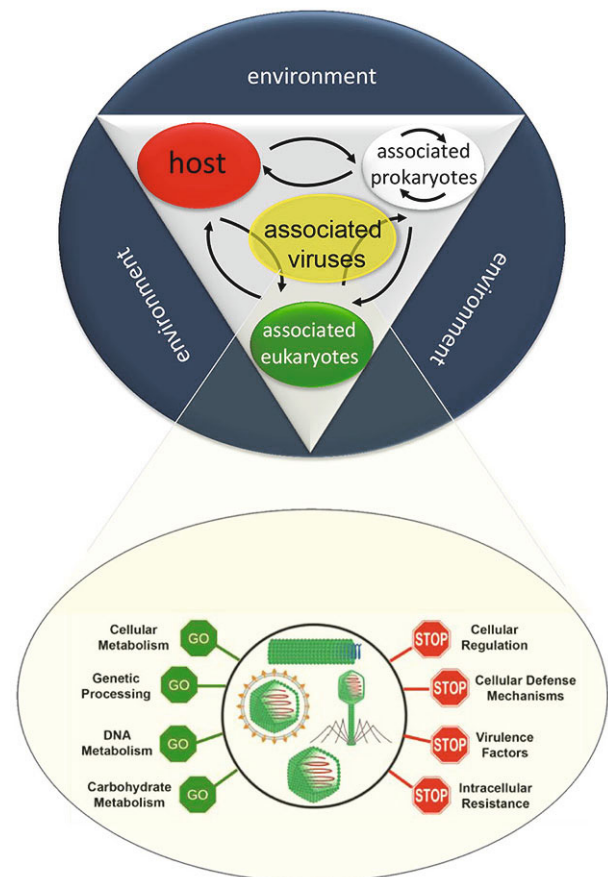 environment
host
associated
prokaryotes
associated
viruses
environment
environment
associated
eukaryotes
Cellular
Metabolism
GO
STOP
Cellular
Regulation
Genetic
Processing
GO
STOP
Cellular Defense
Mechanisms
DNA
Metabolism
GO
STOP
Virulence
Factors
Carbohydrate
Metabolism
GO
STOP
Intracellular
Resistance